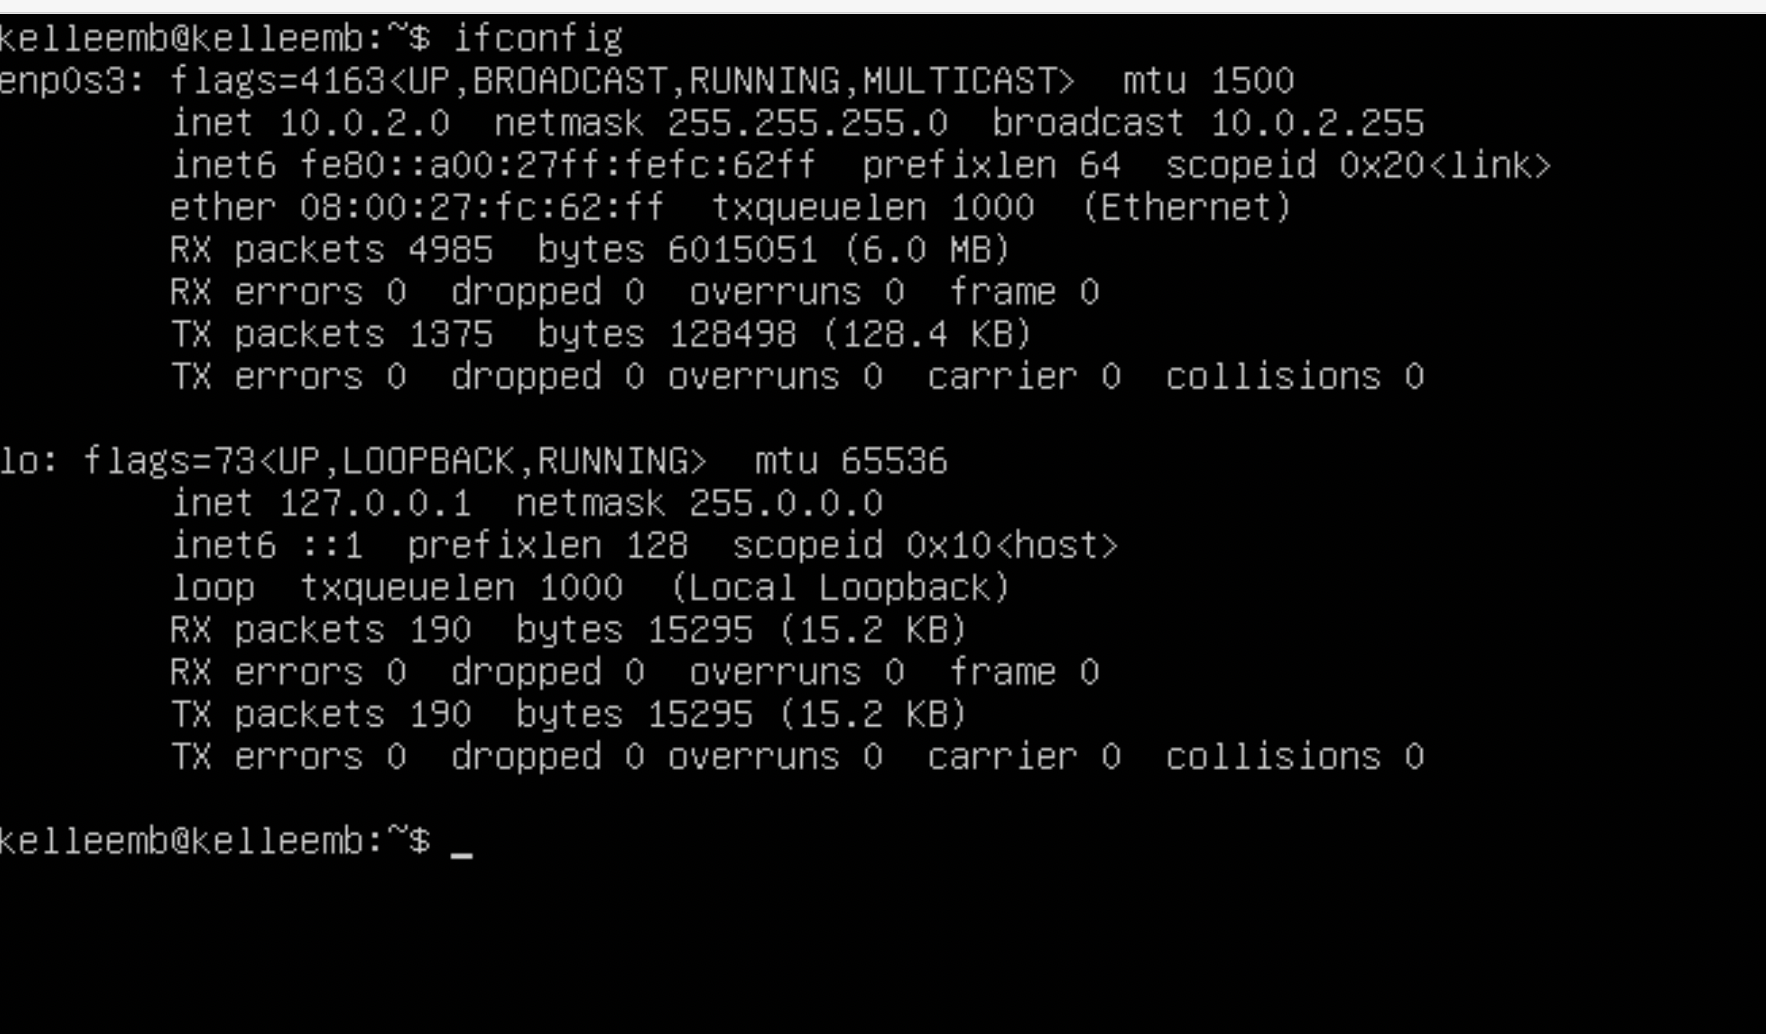 kelleemb@kelleemb:~$ ifconfig
enp0s3: flags=4163<UP,BROADCAST,RUNNING,MULTICAST>  mtu 1500
        inet 10.0.2.0  netmask 255.255.255.0  broadcast 10.0.2.255
        inet6 fe80::a00:27ff:fefc:62ff  prefixlen 64  scopeid 0x20<link>
        ether 08:00:27:fc:62:ff  txqueuelen 1000  (Ethernet)
        RX packets 4985  bytes 6015051 (6.0 MB)
        RX errors 0  dropped 0  overruns 0  frame 0
        TX packets 1375  bytes 128498 (128.4 KB)
        TX errors 0  dropped 0 overruns 0  carrier 0  collisions 0

lo: flags=73<UP,LOOPBACK,RUNNING>  mtu 65536
        inet 127.0.0.1  netmask 255.0.0.0
        inet6 ::1  prefixlen 128  scopeid 0x10<host>
        loop  txqueuelen 1000  (Local Loopback)
        RX packets 190  bytes 15295 (15.2 KB)
        RX errors 0  dropped 0  overruns 0  frame 0
        TX packets 190  bytes 15295 (15.2 KB)
        TX errors 0  dropped 0 overruns 0  carrier 0  collisions 0

kelleemb@kelleemb:~$ _